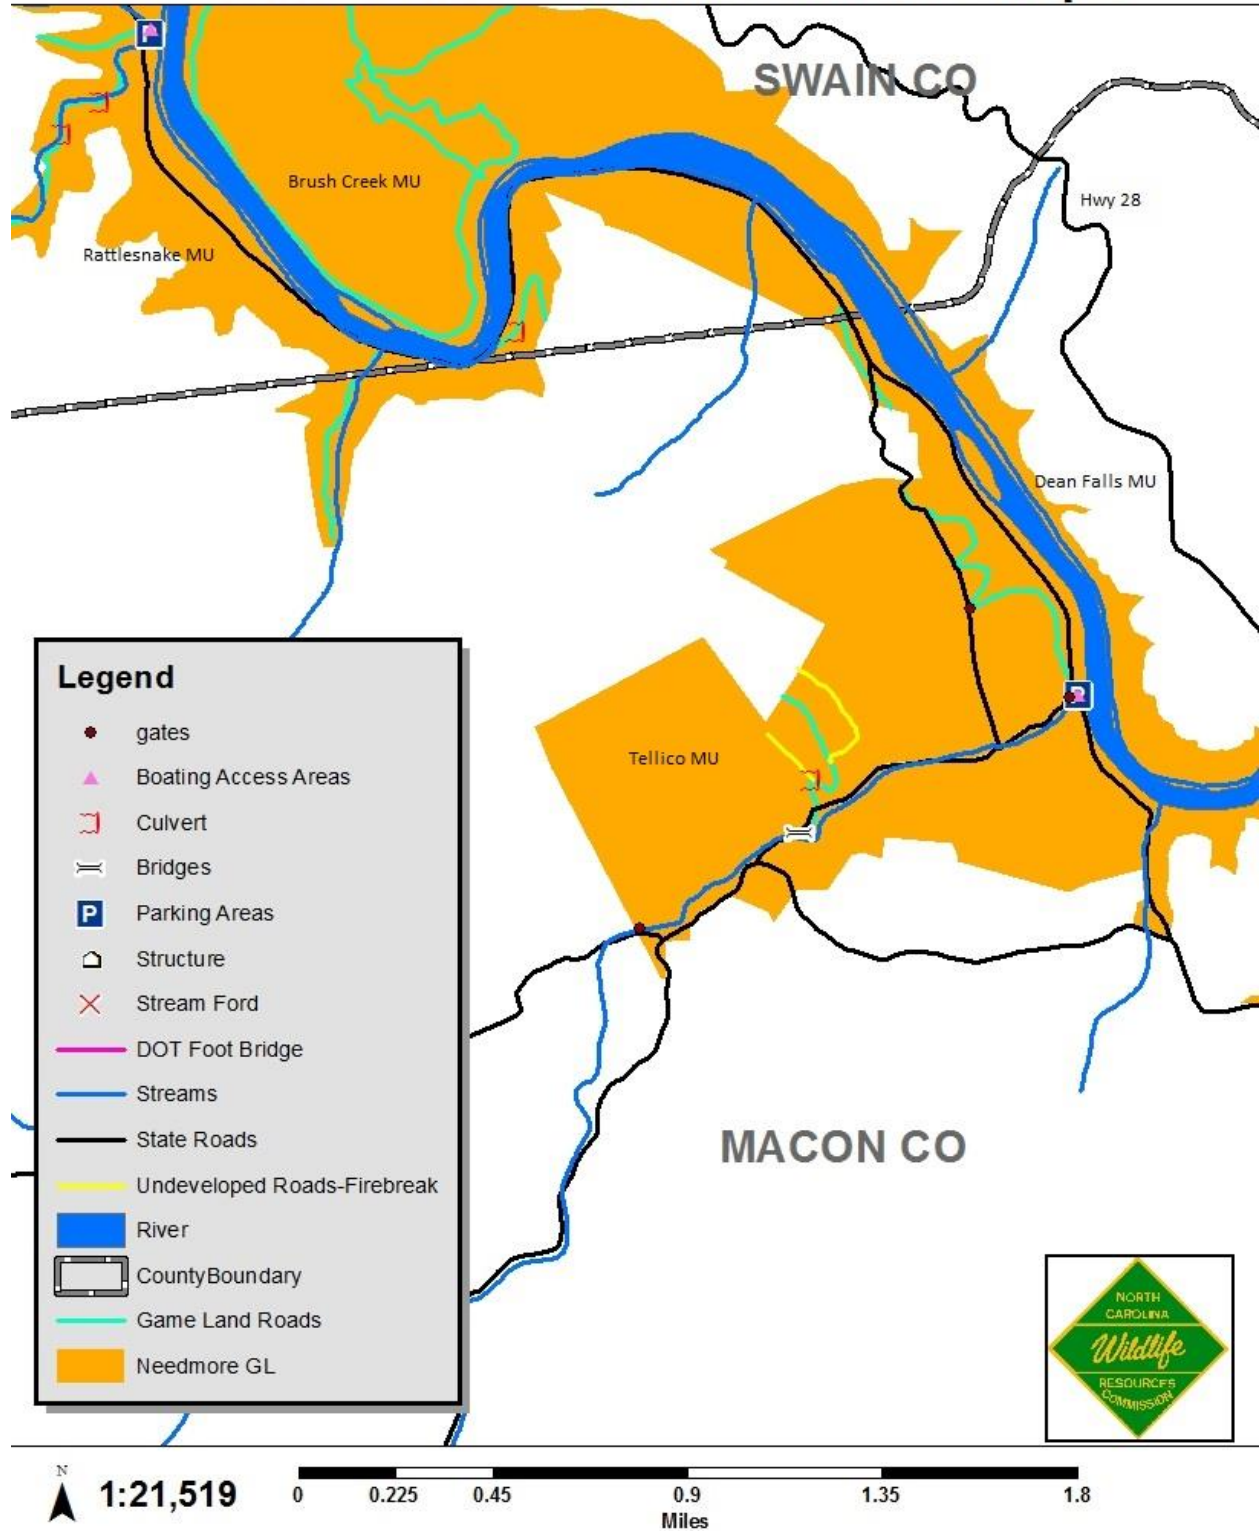 SWAIN CO
Brush Creek MU
Hwy 28
Rattlesnake MU
Dean Falls MU
Tellico MU
MACON CO
Legend
gates
Boating Access Areas
Culvert
Bridges
P Parking Areas
Structure
Stream Ford
DOT Foot Bridge
Streams
State Roads
Undeveloped Roads-Firebreak
River
CountyBoundary
Game Land Roads
Needmore GL
NORTH
CAROLINA
Wildlife
RESOURCES
COMMISSION
N
1:21,519
0 0.225 0.45 0.9 1.35 1.8
Miles